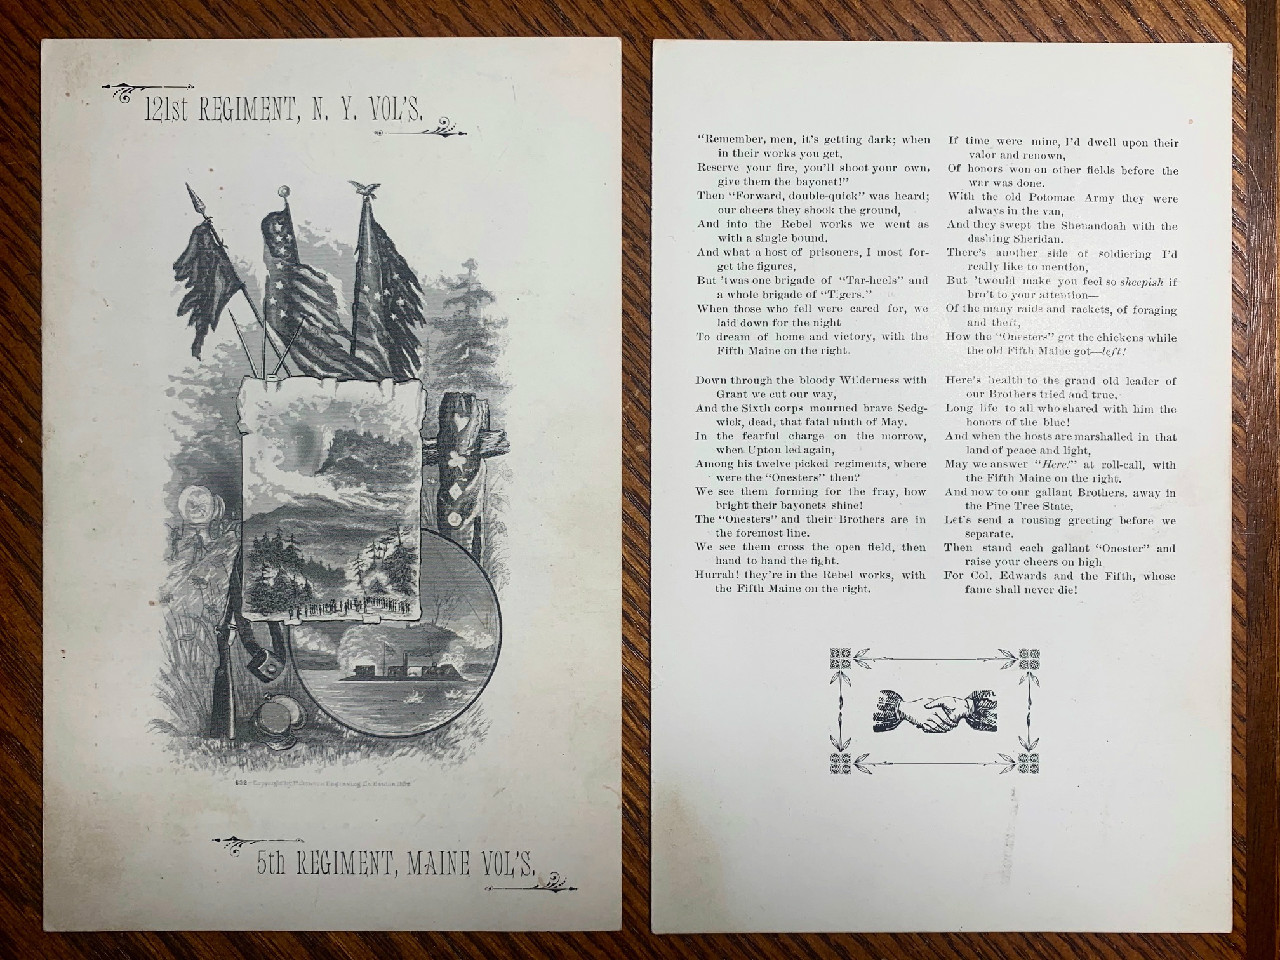 121st REGIMENT, N. Y. VOL'S.
5th REGIMENT, MAINE VOL'S.
"Remember, men, it's getting dark; when
in their works you get,
Reserve your fire, you'll shoot your own,
give them the bayonet!"
Then "Forward, double-quick" was heard;
our cheers they shook the ground,
And into the Rebel works we went as
with a single bound.
And what a host of prisoners, I most for-
get the figures,
But 'twas one brigade of "Tar-heels" and
a whole brigade of "Tigers."
When those who fell were cared for, we
laid down for the night
To dream of home and victory, with the
Fifth Maine on the right.
Down through the bloody Wilderness with
Grant we cut our way,
And the Sixth corps mourned brave Sedg-
wick, dead, that fatal ninth of May.
In the fearful charge on the morrow,
when Upton led again,
Among his twelve picked regiments, where
were the "Onesters" then?
We see them forming for the fray, how
bright their bayonets shine!
The "Onesters" and their Brothers are in
the foremost line.
We see them cross the open field, then
hand to hand the fight.
Hurrah! they're in the Rebel works, with
the Fifth Maine on the right.
If time were mine, I'd dwell upon their
valor and renown,
Of honors won on other fields before the
war was done.
With the old Potomac Army they were
always in the van,
And they swept the Shenandoah with the
dashing Sheridan.
There's another side of soldiering I'd
really like to mention,
But 'twould make you feel so sheepish if
bro't to your attention—
Of the many raids and rackets, of foraging
and theft,
How the "Onesters" got the chickens while
the old Fifth Maine got—left!
Here's health to the grand old leader of
our Brothers tried and true,
Long life to all who shared with him the
honors of the blue!
And when the hosts are marshalled in that
land of peace and light,
May we answer "Here!" at roll-call, with
the Fifth Maine on the right.
And now to our gallant Brothers, away in
the Pine Tree State,
Let's send a rousing greeting before we
separate.
Then stand each gallant "Onester" and
raise your cheers on high
For Col. Edwards and the Fifth, whose
fame shall never die!